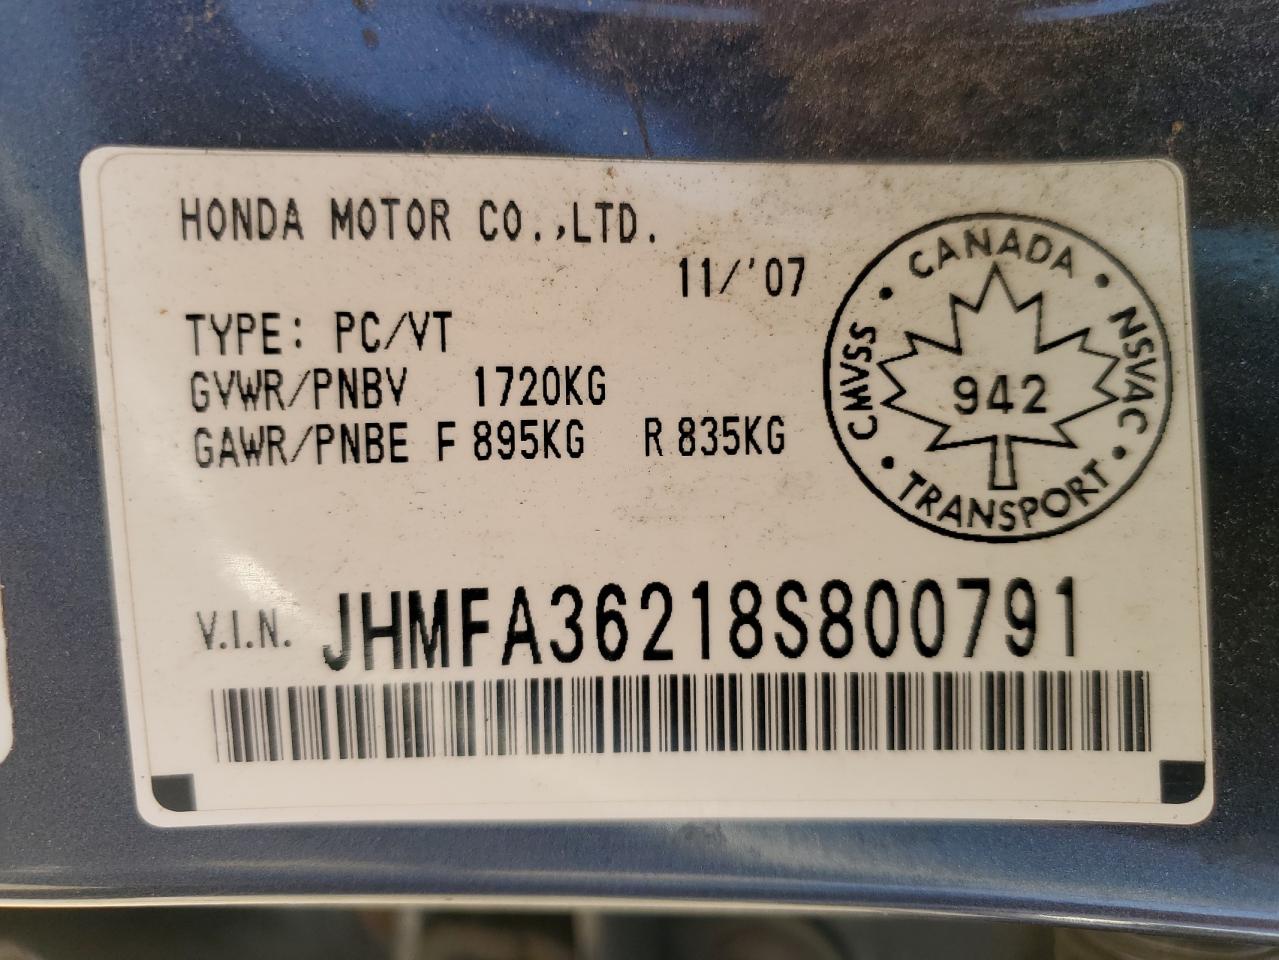 HONDA MOTOR CO.,LTD.
11/'07
TYPE: PC/VT
GVWR/PNBV 1720KG
GAWR/PNBE F 895KG R 835KG
CANADA • NSVAC • TRANSPORT • CMVSS •
942
V.I.N. JHMFA36218S800791